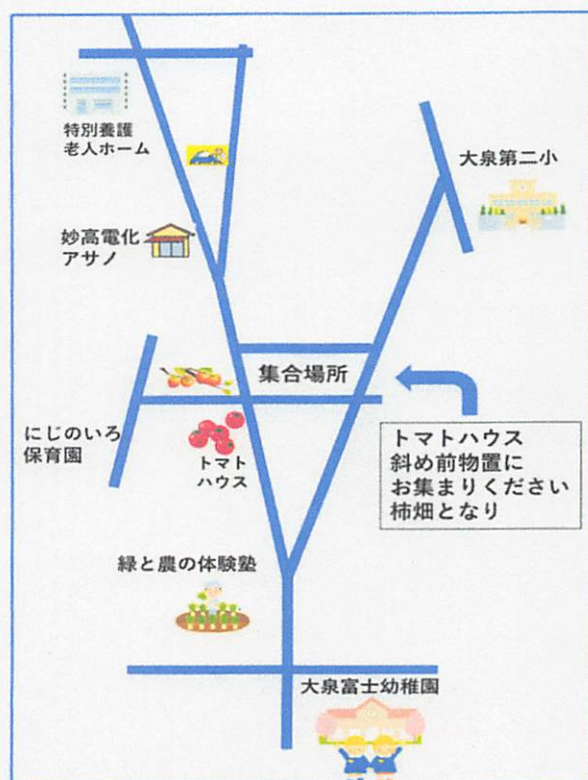 特別養護
老人ホーム
大泉第二小
妙高電化
アサノ
集合場所
にじのいろ
保育園
トマト
ハウス
トマトハウス
斜め前物置に
お集まりください
柿畑となり
緑と農の体験塾
大泉富士幼稚園